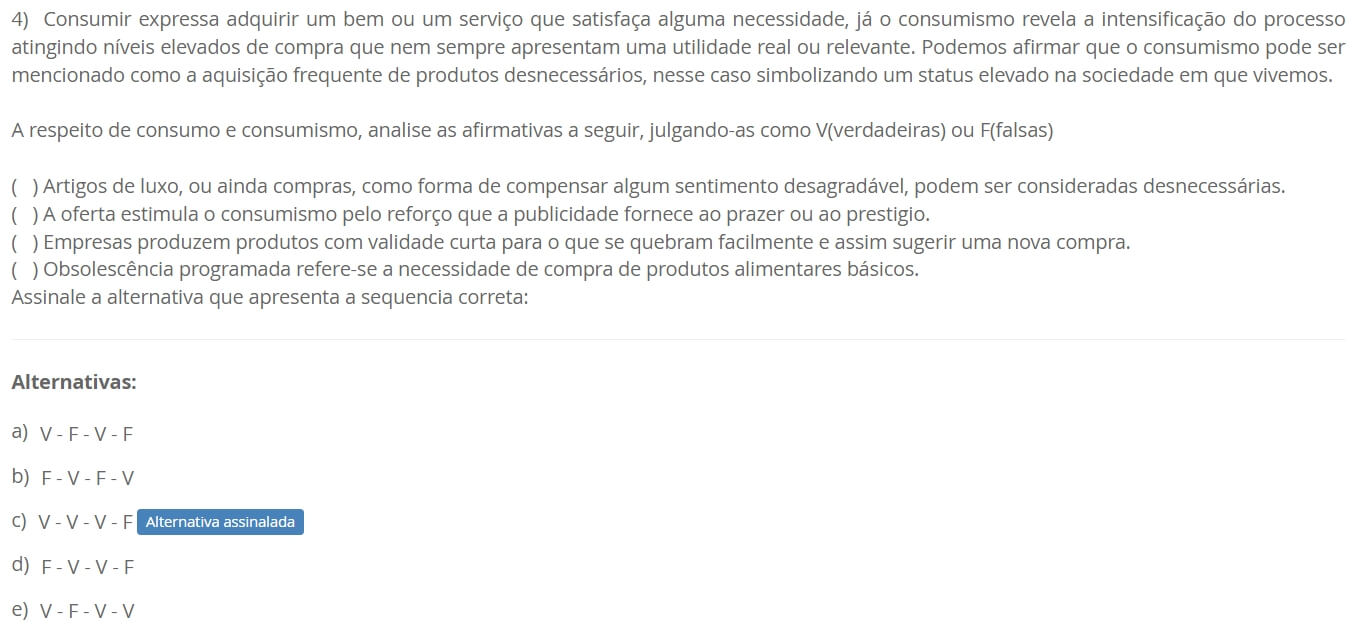 4) Consumir expressa adquirir um bem ou um serviço que satisfaça alguma necessidade, já o consumismo revela a intensificação do processo
atingindo níveis elevados de compra que nem sempre apresentam uma utilidade real ou relevante. Podemos afirmar que o consumismo pode ser
mencionado como a aquisição frequente de produtos desnecessários, nesse caso simbolizando um status elevado na sociedade em que vivemos.
A respeito de consumo e consumismo, analise as afirmativas a seguir, julgando-as como V(verdadeiras) ou F(falsas)
( ) Artigos de luxo, ou ainda compras, como forma de compensar algum sentimento desagradável, podem ser consideradas desnecessárias.
( ) A oferta estimula o consumismo pelo reforço que a publicidade fornece ao prazer ou ao prestigio.
( ) Empresas produzem produtos com validade curta para o que se quebram facilmente e assim sugerir uma nova compra.
( ) Obsolescência programada refere-se a necessidade de compra de produtos alimentares básicos.
Assinale a alternativa que apresenta a sequencia correta:
Alternativas:
a) V - F - V - F
b) F - V - F - V
c) V - V - V - F Alternativa assinalada
d) F - V - V - F
e) V - F - V - V